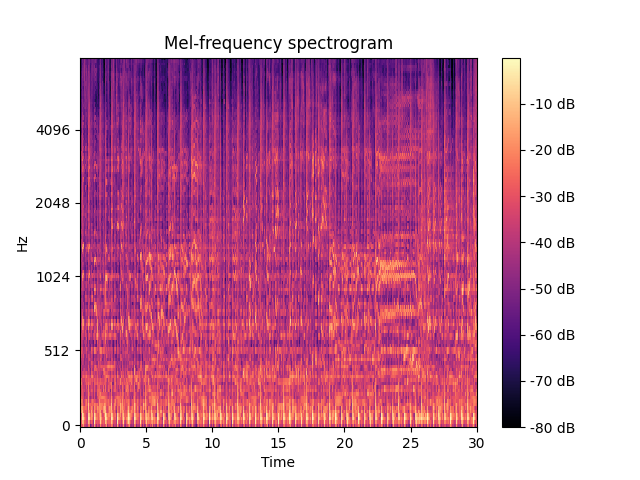 Mel-frequency spectrogram
Hz
4096
2048
1024
512
0
0 5 10 15 20 25 30
Time
-10 dB
-20 dB
-30 dB
-40 dB
-50 dB
-60 dB
-70 dB
-80 dB